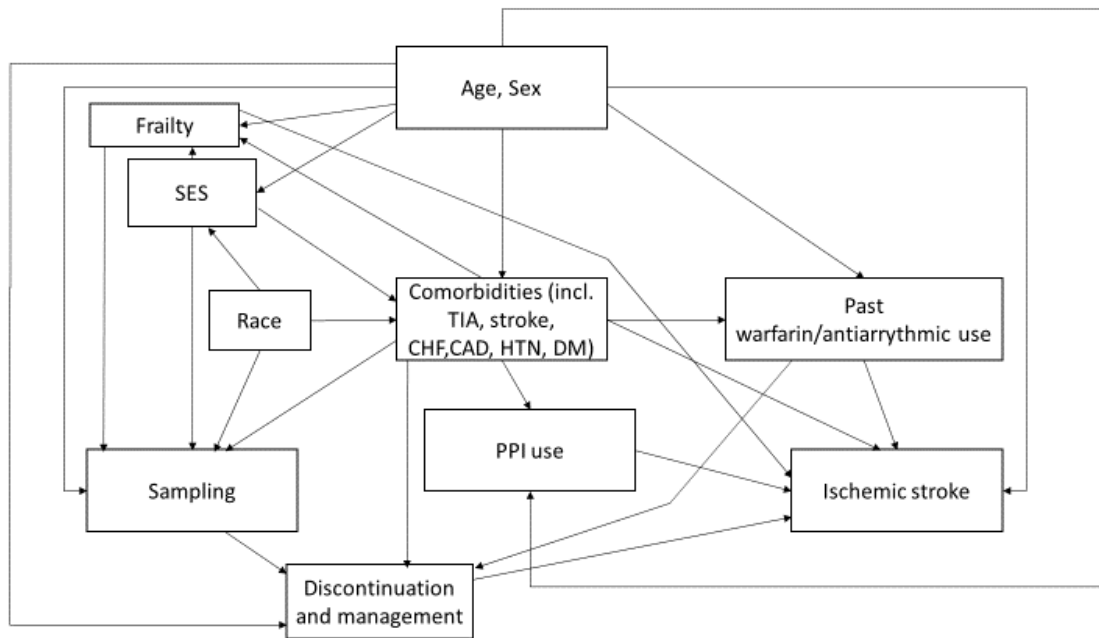 Age, Sex
Frailty
SES
Race
Comorbidities (incl.
TIA, stroke,
CHF,CAD, HTN, DM)
Past
warfarin/antiarrythmic use
PPI use
Sampling
Ischemic stroke
Discontinuation
and management